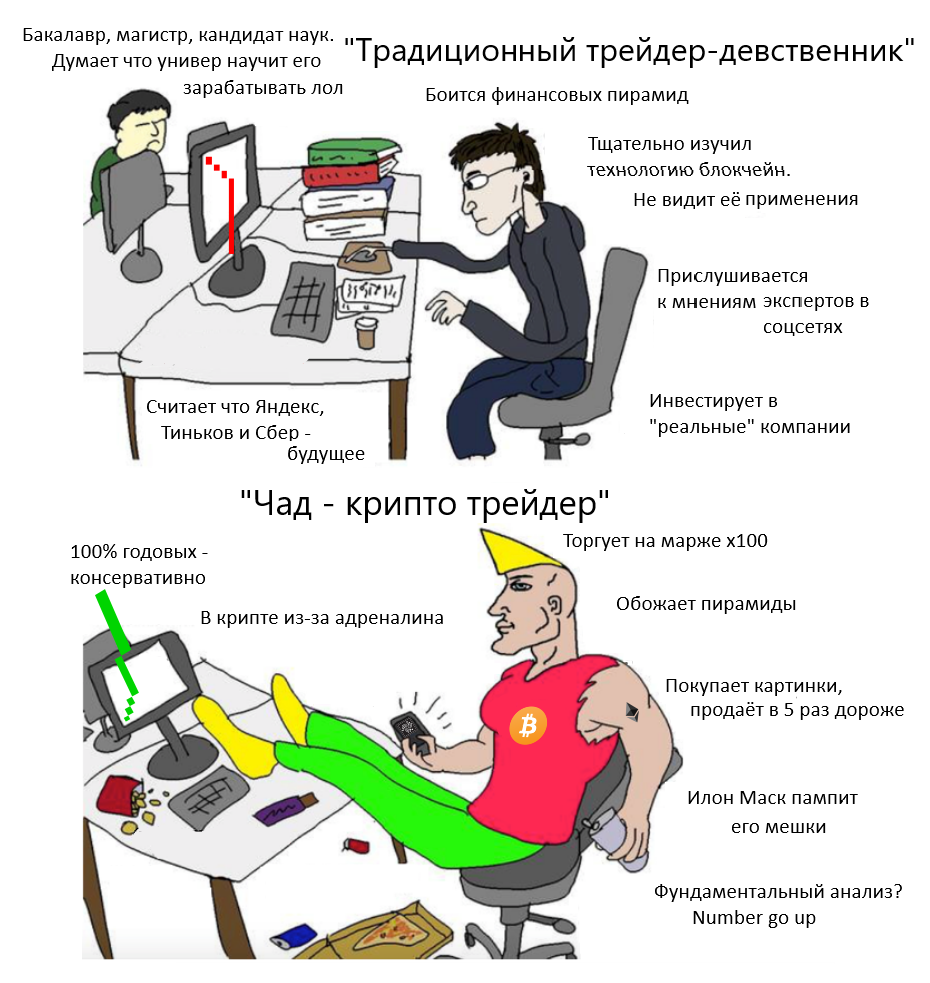 Бакалавр, магистр, кандидат наук.
Думает что универ научит его
зарабатывать лол
"Традиционный трейдер-девственник"
Боится финансовых пирамид
Тщательно изучил
технологию блокчейн.
Не видит её применения
Прислушивается
к мнениям экспертов в
соцсетях
Инвестирует в
"реальные" компании
Считает что Яндекс,
Тиньков и Сбер -
будущее
"Чад - крипто трейдер"
Торгует на марже x100
100% годовых -
консервативно
Обожает пирамиды
В крипте из-за адреналина
Покупает картинки,
продаёт в 5 раз дороже
Илон Маск пампит
его мешки
Фундаментальный анализ?
Number go up